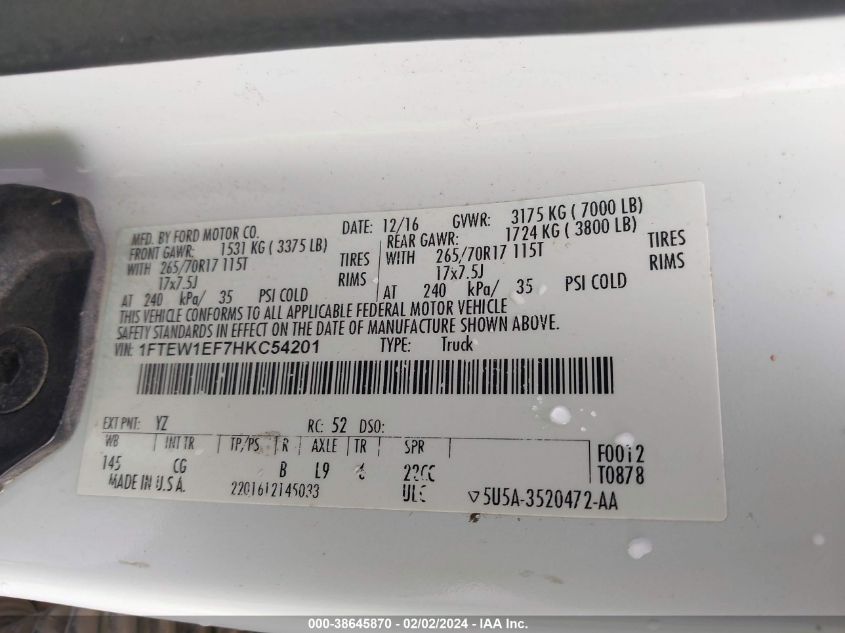 MFD. BY FORD MOTOR CO. DATE: 12/16 GVWR: 3175 KG ( 7000 LB)
FRONT GAWR: 1531 KG ( 3375 LB) REAR GAWR: 1724 KG ( 3800 LB)
WITH 265/70R17 115T TIRES WITH 265/70R17 115T TIRES
17x7.5J RIMS 17x7.5J RIMS
AT 240 kPa/ 35 PSI COLD AT 240 kPa/ 35 PSI COLD
THIS VEHICLE CONFORMS TO ALL APPLICABLE FEDERAL MOTOR VEHICLE
SAFETY STANDARDS IN EFFECT ON THE DATE OF MANUFACTURE SHOWN ABOVE.
VIN: 1FTEW1EF7HKC54201 TYPE: Truck
EXT PNT: YZ RC: 52 DSO:
WB INT TR TP/PS R AXLE TR SPR
145 CG B L9 F0012
T0878
MADE IN U.S.A. 2201612145033 5U5A-3520472-AA
000-38645870 - 02/02/2024 - IAA Inc.